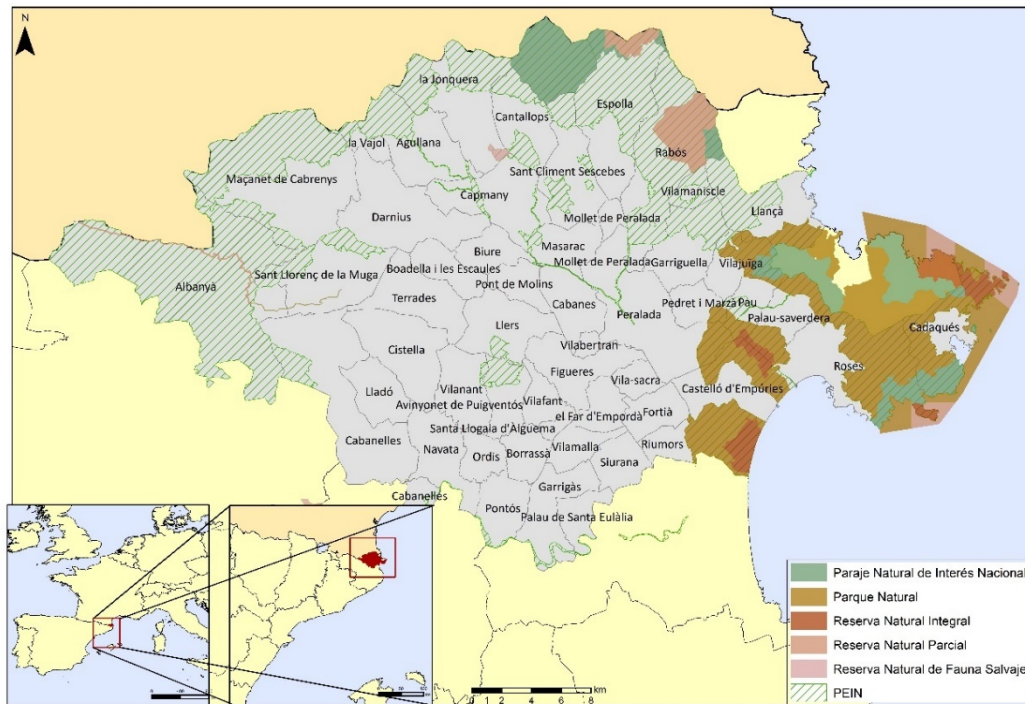 N
la Jonquera
Cantallops
Espolla
la Vajol
Agullana
Rabós
Maçanet de Cabrenys
Sant Climent Sescebes
Capmany
Vilamaniscle
Darnius
Mollet de Peralada
Llançà
Biure
Masarac
Sant Llorenç de la Muga
Boadella i les Escaules
Mollet de Peralada
Garriguella
Vilajuïga
Albanyà
Pont de Molins
Terrades
Cabanes
Pedret i Marzà
Pau
Peralada
Palau-saverdera
Llers
Cadaqués
Cistella
Vilabertran
Roses
Figueres
Lladó
Vilanant
Vila-sacra
Castelló d'Empúries
Avinyonet de Puigventós
Vilafant
el Far d'Empordà
Fortià
Santa Llogaia d'Àlguema
Cabanelles
Navata
Ordis
Borrassà
Vilamalla
Riumors
Siurana
Garrigàs
Cabanelles
Pontós
Palau de Santa Eulàlia
Paraje Natural de Interés Nacional
Parque Natural
Reserva Natural Integral
Reserva Natural Parcial
Reserva Natural de Fauna Salvaje
PEIN
km
0 2 4 6 8